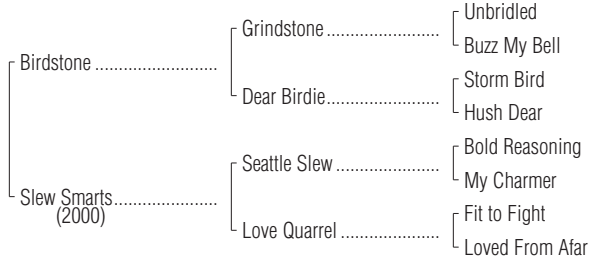 Unbridled
Grindstone ..........................
Buzz My Bell
Birdstone ............................
Storm Bird
Dear Birdie..........................
Hush Dear
Bold Reasoning
Seattle Slew ........................
My Charmer
Slew Smarts........................
(2000)
Fit to Fight
Love Quarrel .......................
Loved From Afar